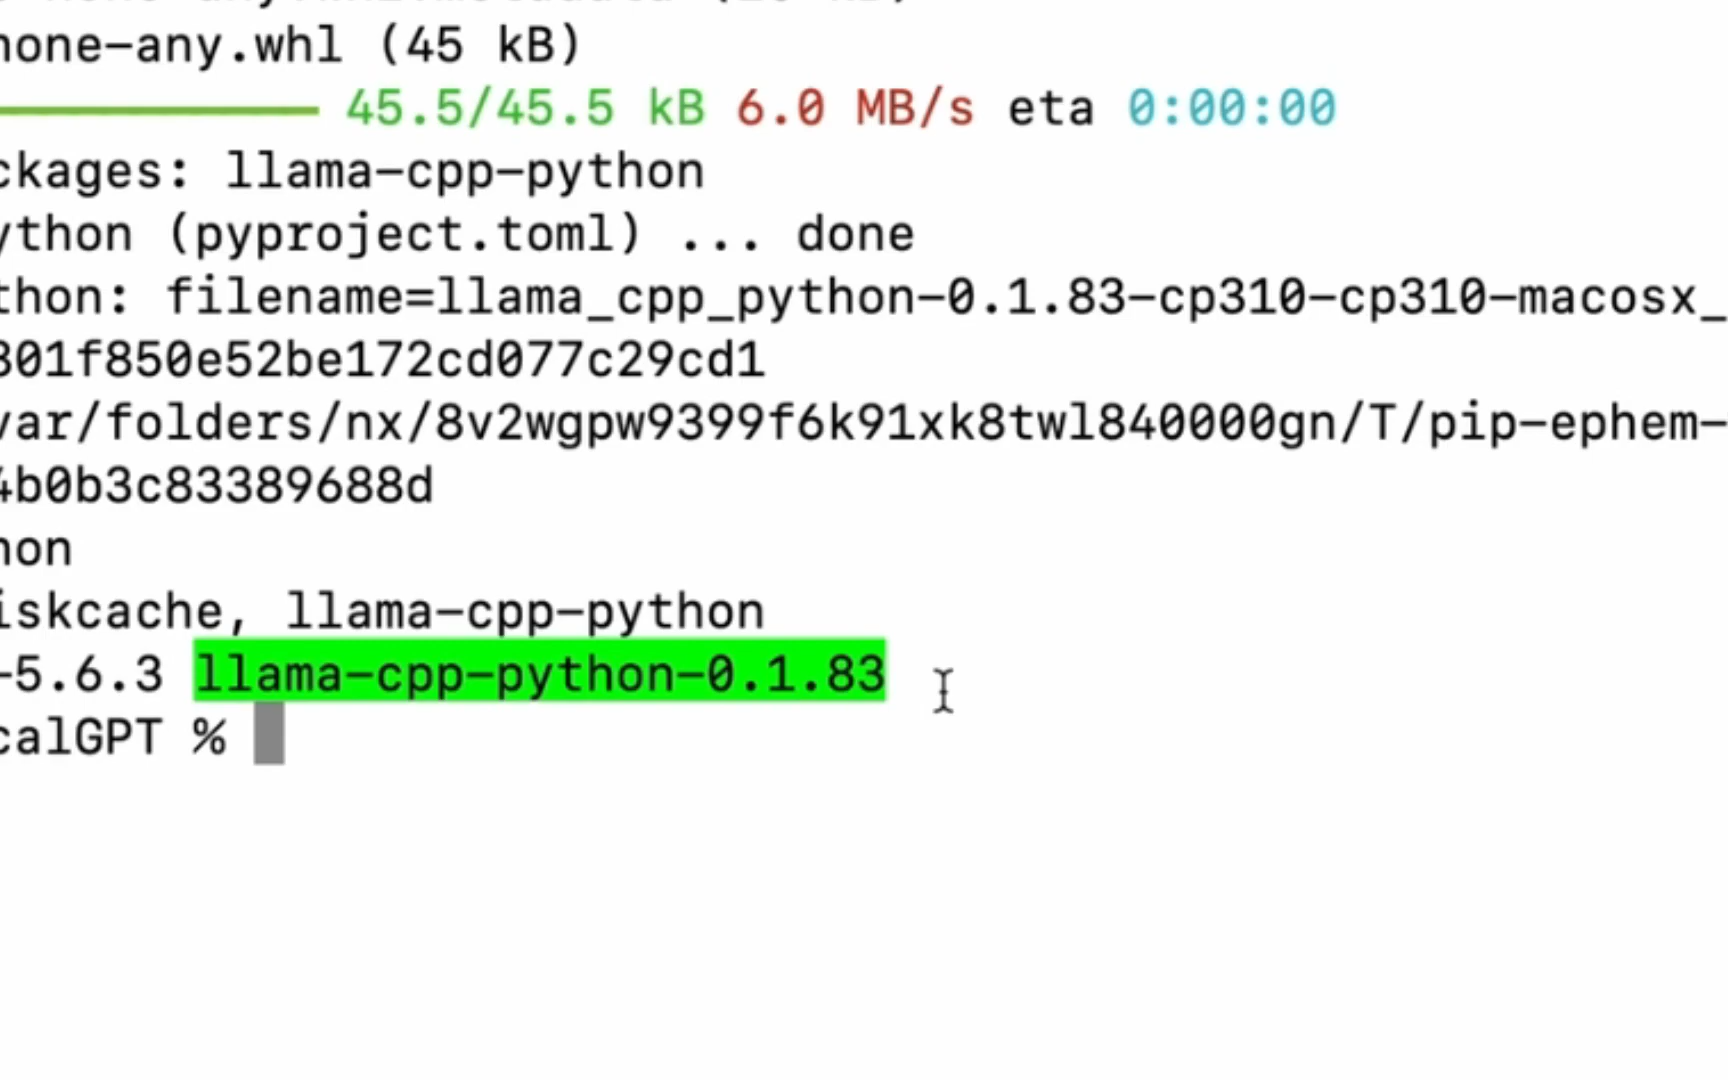 none-any.whl (45 kB)
45.5/45.5 kB 6.0 MB/s eta 0:00:00
ckages: llama-cpp-python
ython (pyproject.toml) ... done
thon: filename=llama_cpp_python-0.1.83-cp310-cp310-macosx_
801f850e52be172cd077c29cd1
var/folders/nx/8v2wgpw9399f6k91xk8twl840000gn/T/pip-ephem-
4b0b3c83389688d
hon
iskcache, llama-cpp-python
-5.6.3 llama-cpp-python-0.1.83
calGPT %